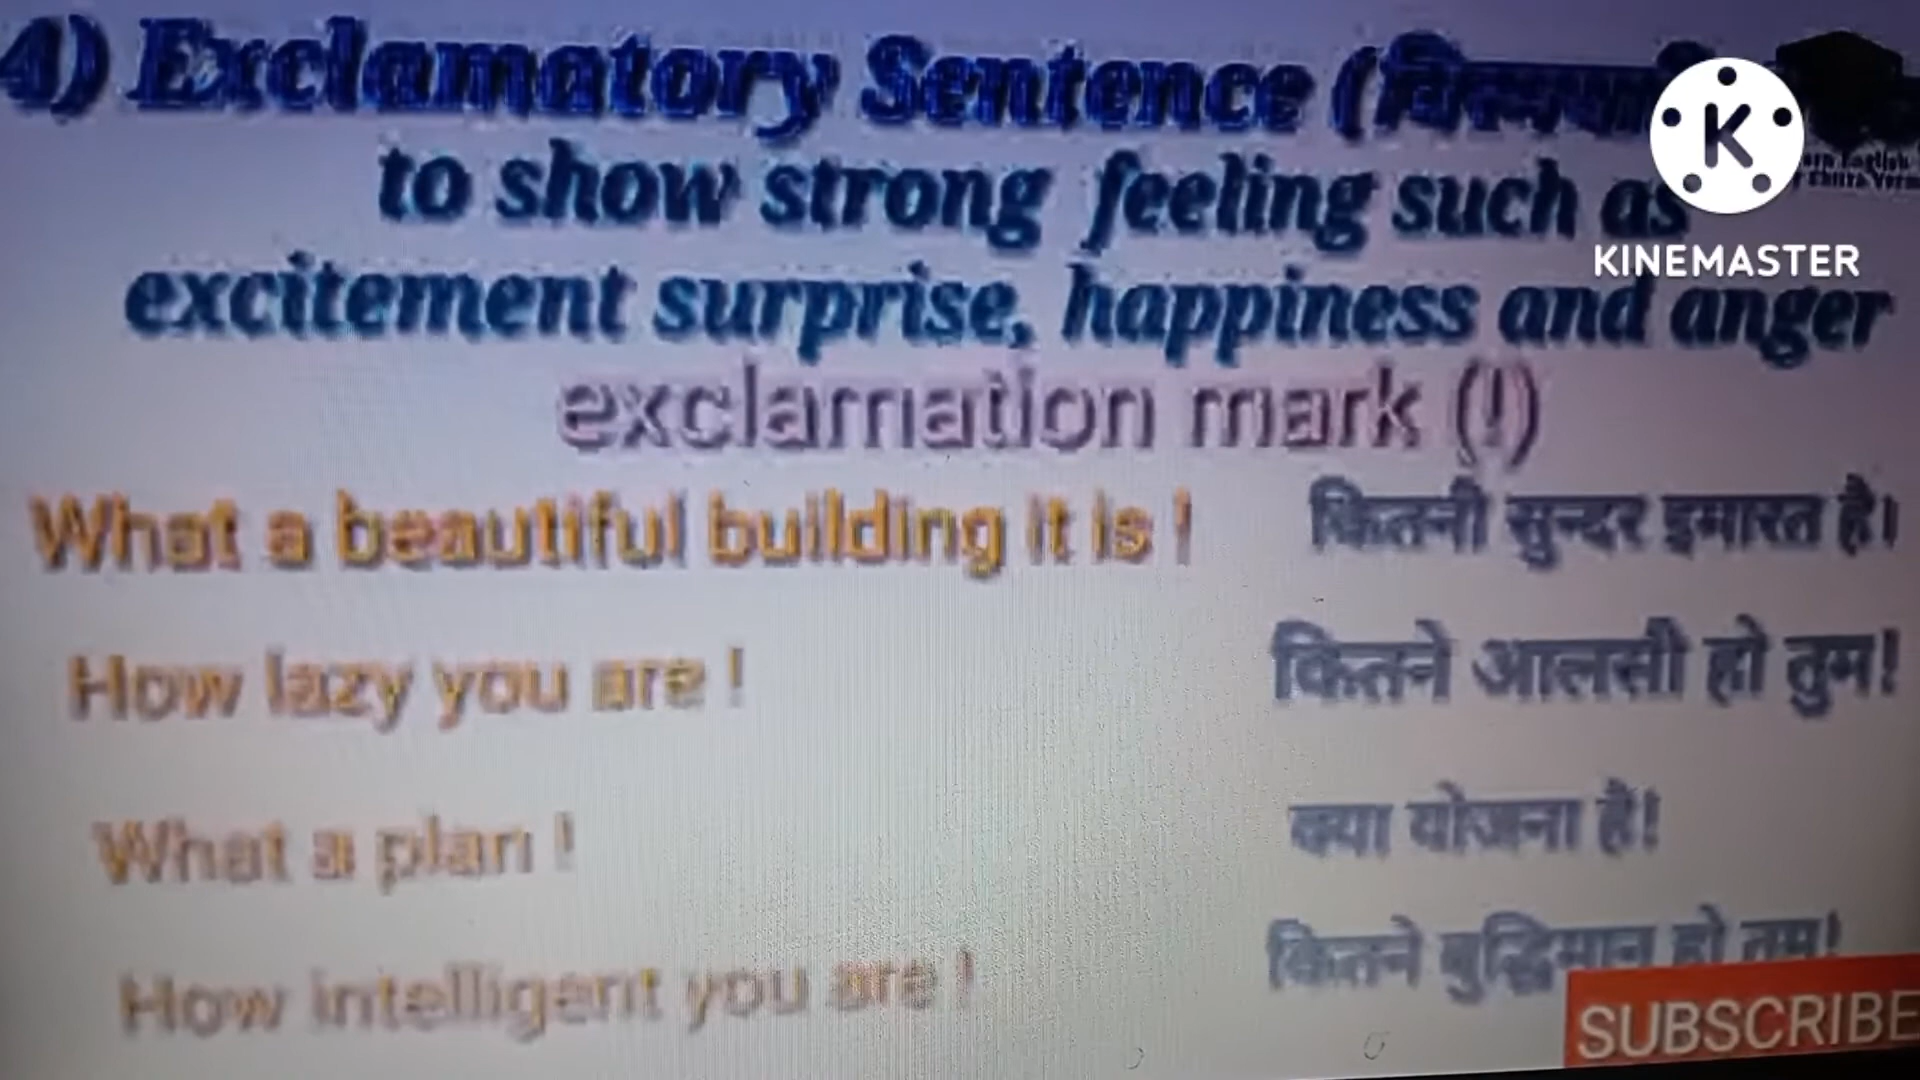 4) Exclamatory Sentence (
to show strong feeling such as
excitement surprise, happiness and anger
exclamation mark (!)
What a beautiful building it is ! कितनी सुन्दर इमारत है।
How lazy you are ! कितने आलसी हो तुम!
What a plan ! क्या योजना है!
How intelligent you are ! कितने बुद्धिमान हो तुम!
K
KINEMASTER
English
SUBSCRIBE